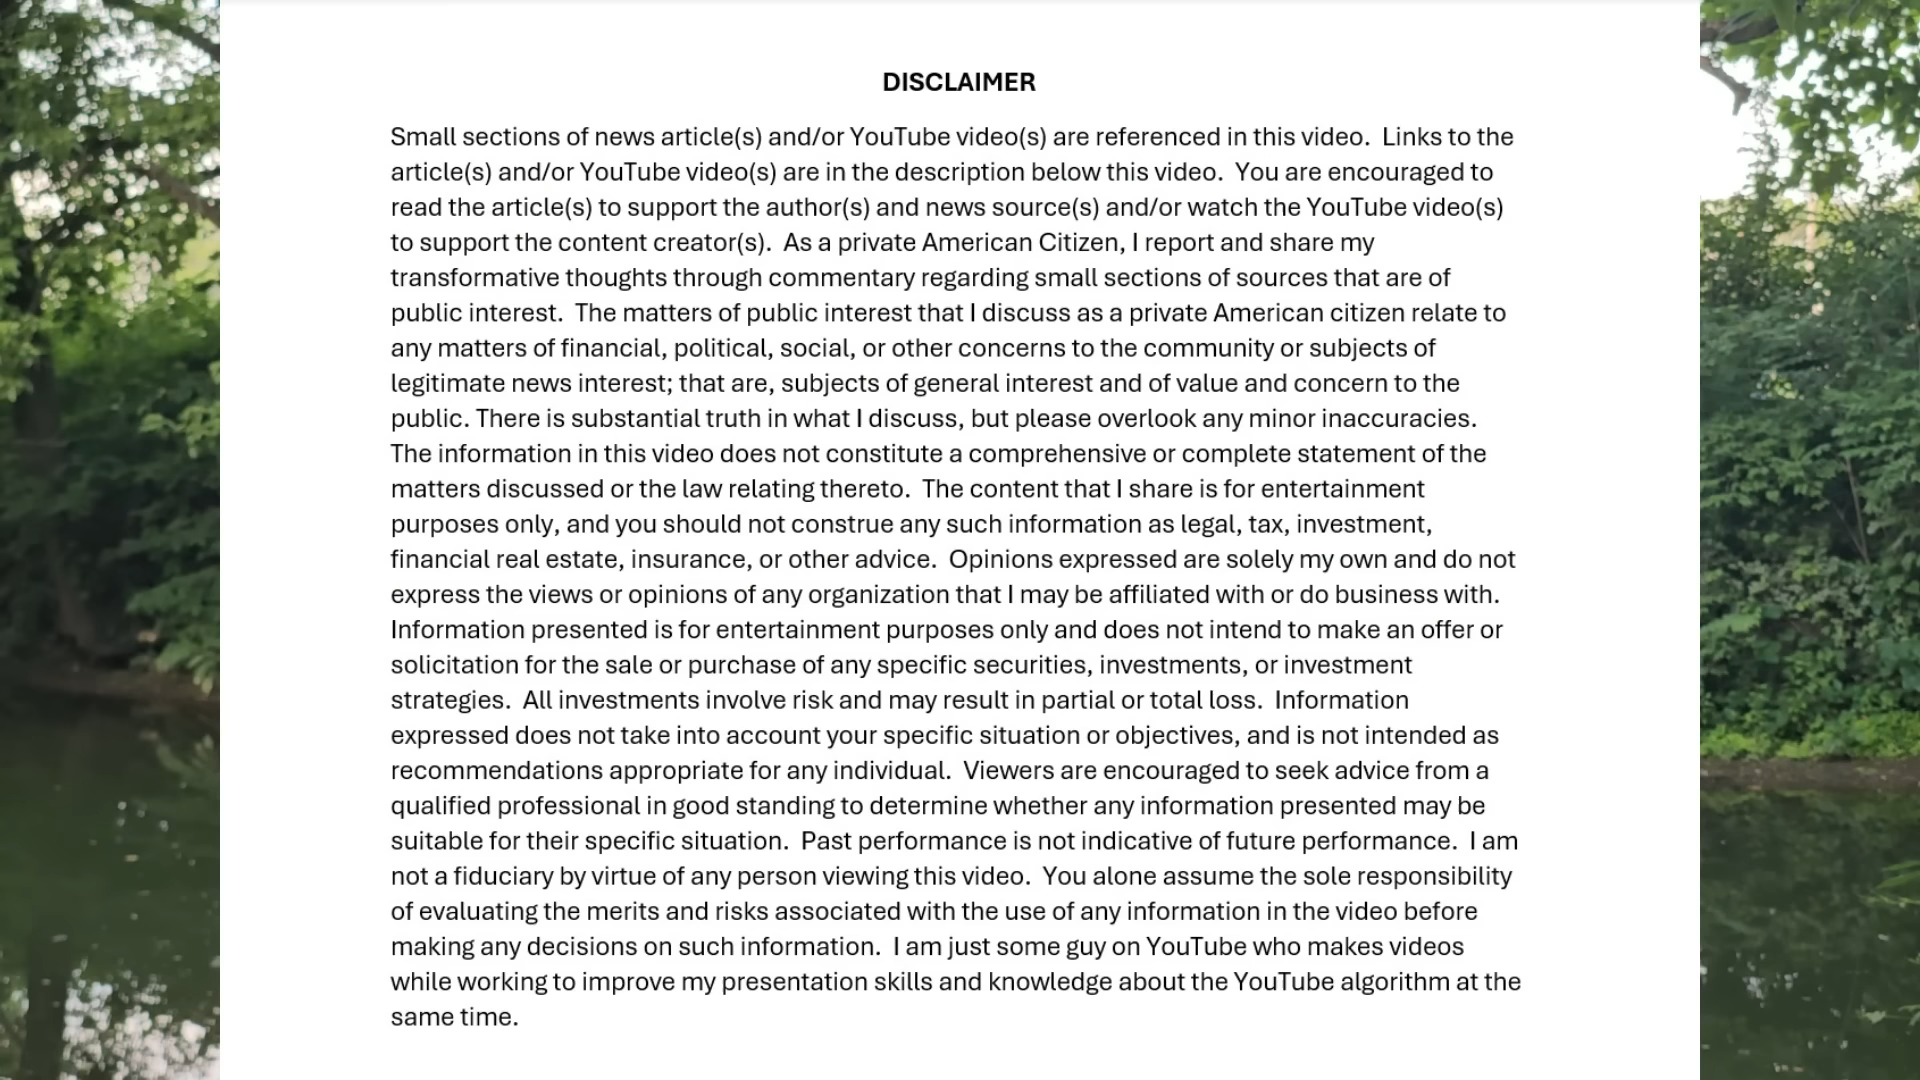 DISCLAIMER
Small sections of news article(s) and/or YouTube video(s) are referenced in this video.  Links to the
article(s) and/or YouTube video(s) are in the description below this video.  You are encouraged to
read the article(s) to support the author(s) and news source(s) and/or watch the YouTube video(s)
to support the content creator(s).  As a private American Citizen, I report and share my
transformative thoughts through commentary regarding small sections of sources that are of
public interest.  The matters of public interest that I discuss as a private American citizen relate to
any matters of financial, political, social, or other concerns to the community or subjects of
legitimate news interest; that are, subjects of general interest and of value and concern to the
public. There is substantial truth in what I discuss, but please overlook any minor inaccuracies.
The information in this video does not constitute a comprehensive or complete statement of the
matters discussed or the law relating thereto.  The content that I share is for entertainment
purposes only, and you should not construe any such information as legal, tax, investment,
financial real estate, insurance, or other advice.  Opinions expressed are solely my own and do not
express the views or opinions of any organization that I may be affiliated with or do business with.
Information presented is for entertainment purposes only and does not intend to make an offer or
solicitation for the sale or purchase of any specific securities, investments, or investment
strategies.  All investments involve risk and may result in partial or total loss.  Information
expressed does not take into account your specific situation or objectives, and is not intended as
recommendations appropriate for any individual.  Viewers are encouraged to seek advice from a
qualified professional in good standing to determine whether any information presented may be
suitable for their specific situation.  Past performance is not indicative of future performance.  I am
not a fiduciary by virtue of any person viewing this video.  You alone assume the sole responsibility
of evaluating the merits and risks associated with the use of any information in the video before
making any decisions on such information.  I am just some guy on YouTube who makes videos
while working to improve my presentation skills and knowledge about the YouTube algorithm at the
same time.